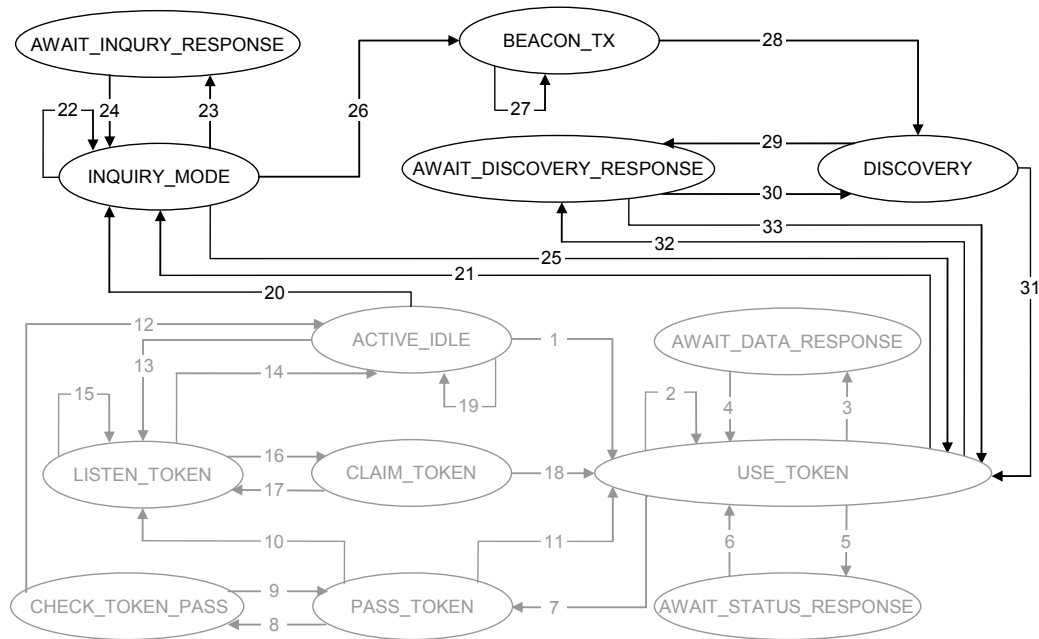 AWAIT_INQURY_RESPONSE
BEACON_TX
28
22
24
23
26
27
INQUIRY_MODE
AWAIT_DISCOVERY_RESPONSE
29
DISCOVERY
30
33
32
25
21
20
31
12
ACTIVE_IDLE
1
AWAIT_DATA_RESPONSE
13
14
15
19
2
4
3
LISTEN_TOKEN
16
17
CLAIM_TOKEN
18
USE_TOKEN
10
11
6
5
CHECK_TOKEN_PASS
9
8
PASS_TOKEN
7
AWAIT_STATUS_RESPONSE